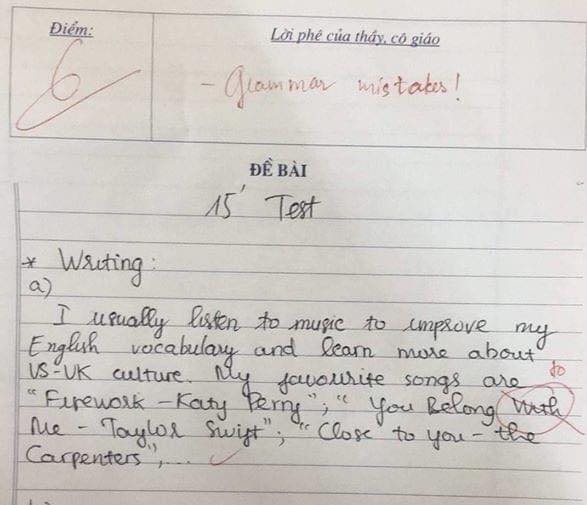 Điểm:
Lời phê của thầy, cô giáo
6
- Grammar mistakes!
ĐỀ BÀI
15' Test
* Writing:
a)
I usually listen to music to improve my
English vocabulary and learn more about
US-UK culture. My favourite songs are
to
"Firework - Katy Perry"; "You Belong With
Me - Taylor Swift"; "Close to you - the
Carpenters",...